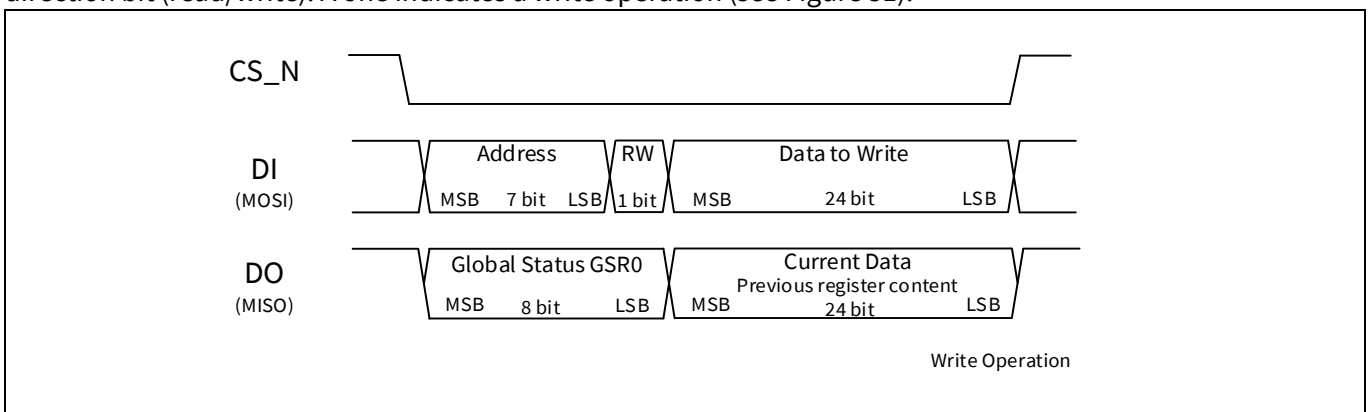 direction bit (read/write). A one indicates a write operation (see Figure 31).
CS_N
Address RW Data to Write
DI
(MOSI)
MSB 7 bit LSB 1 bit MSB 24 bit LSB
Global Status GSR0 Current Data
DO
Previous register content
(MISO)
MSB 8 bit LSB MSB 24 bit LSB
Write Operation